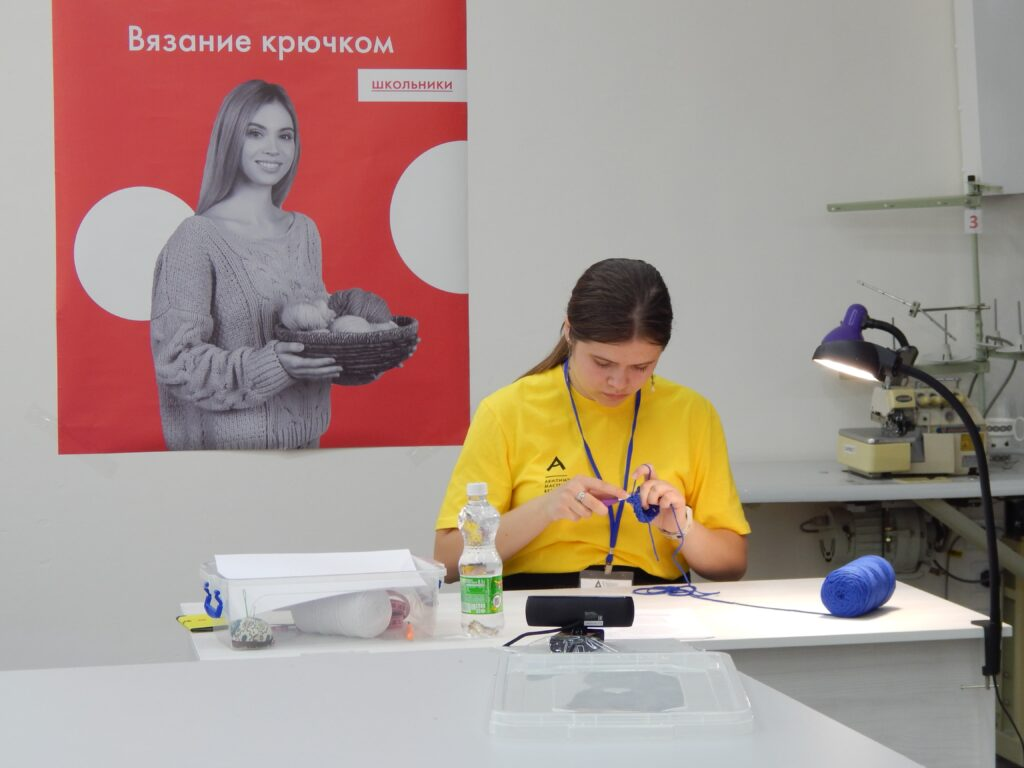 Вязание крючком
школьники
3